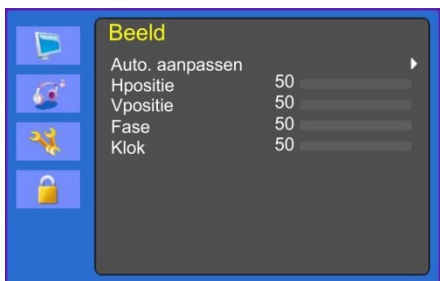 Beeld
Auto. aanpassen
Hpositie 50
Vpositie 50
Fase 50
Klok 50